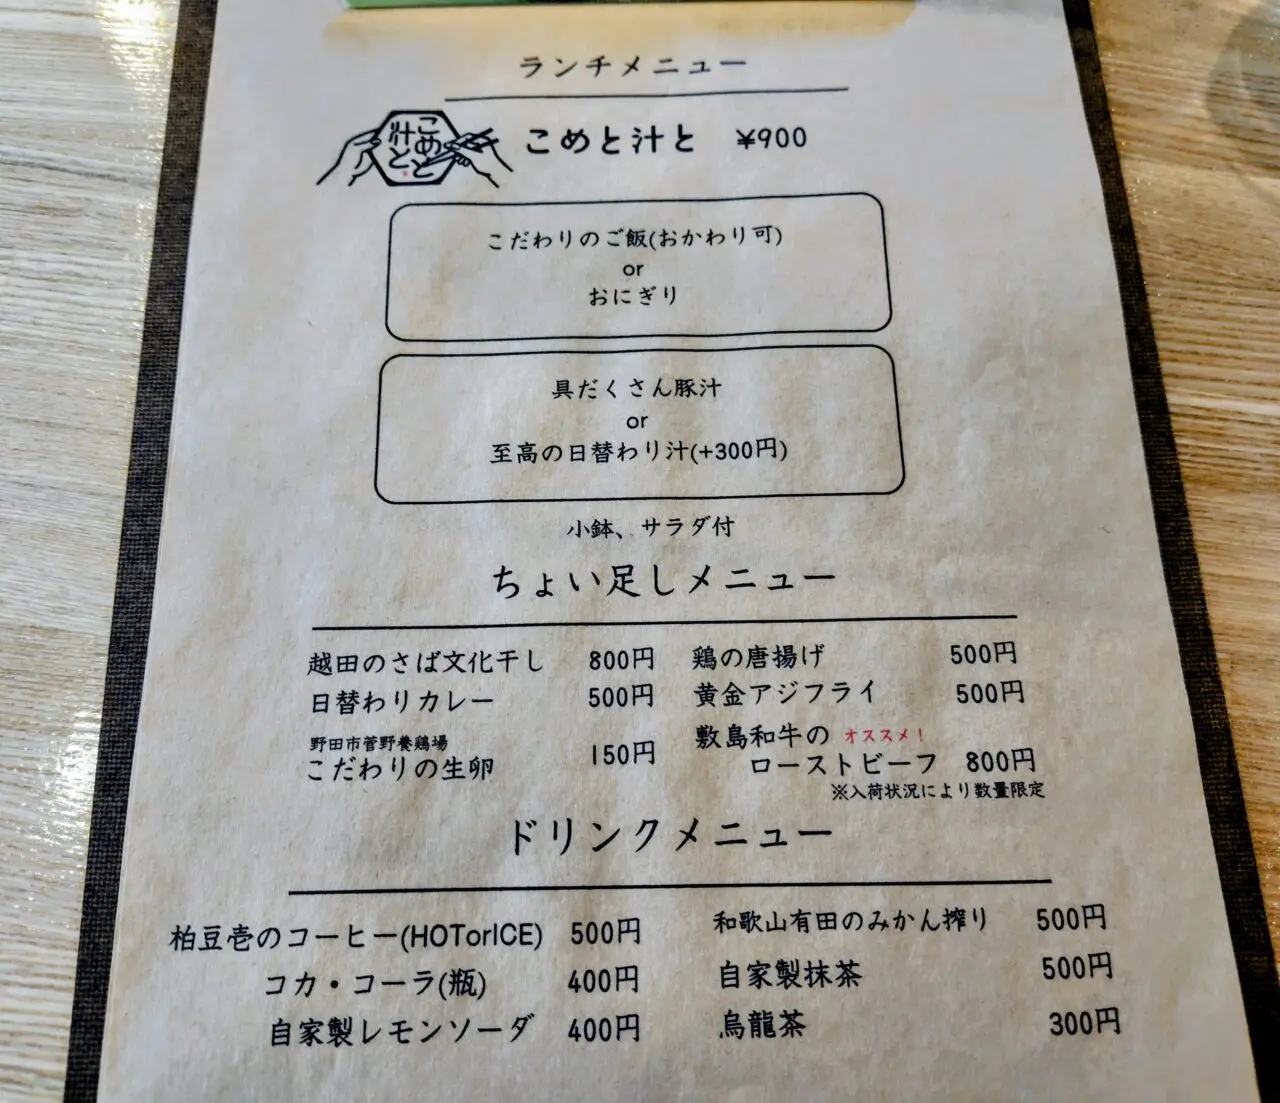 ランチメニュー
こめと汁と
こめと汁と ¥900
こだわりのご飯(おかわり可)
or
おにぎり
具だくさん豚汁
or
至高の日替わり汁(+300円)
小鉢、サラダ付
ちょい足しメニュー
越田のさば文化干し 800円
日替わりカレー 500円
野田市菅野養鶏場
こだわりの生卵 150円
鶏の唐揚げ 500円
黄金アジフライ 500円
敷島和牛の オススメ!
ローストビーフ 800円
※入荷状況により数量限定
ドリンクメニュー
柏豆壱のコーヒー(HOTorICE) 500円
コカ・コーラ(瓶) 400円
自家製レモンソーダ 400円
和歌山有田のみかん搾り 500円
自家製抹茶 500円
烏龍茶 300円